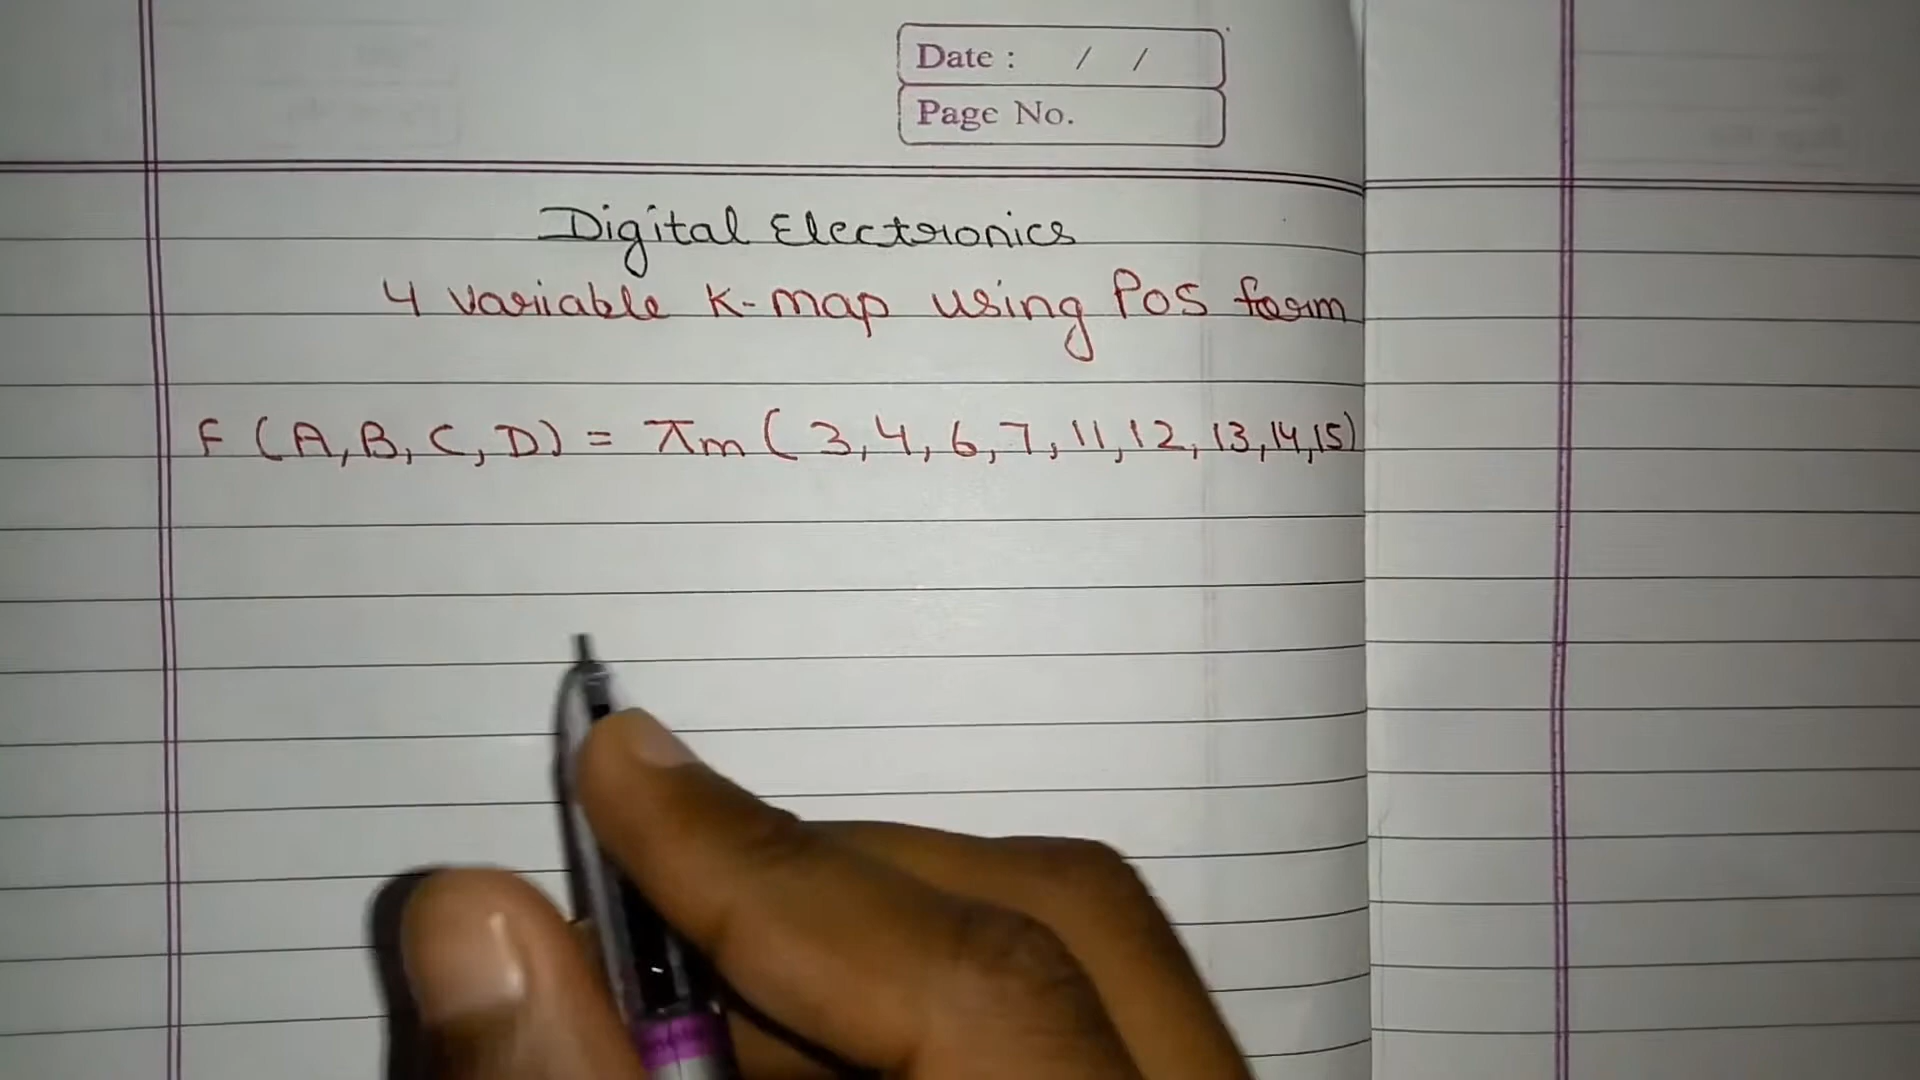 Date : / /
Page No.
Digital Electronics
4 variable K-map using POS form
F (A, B, C, D) = πm ( 3, 4, 6, 7, 11, 12, 13, 14, 15)